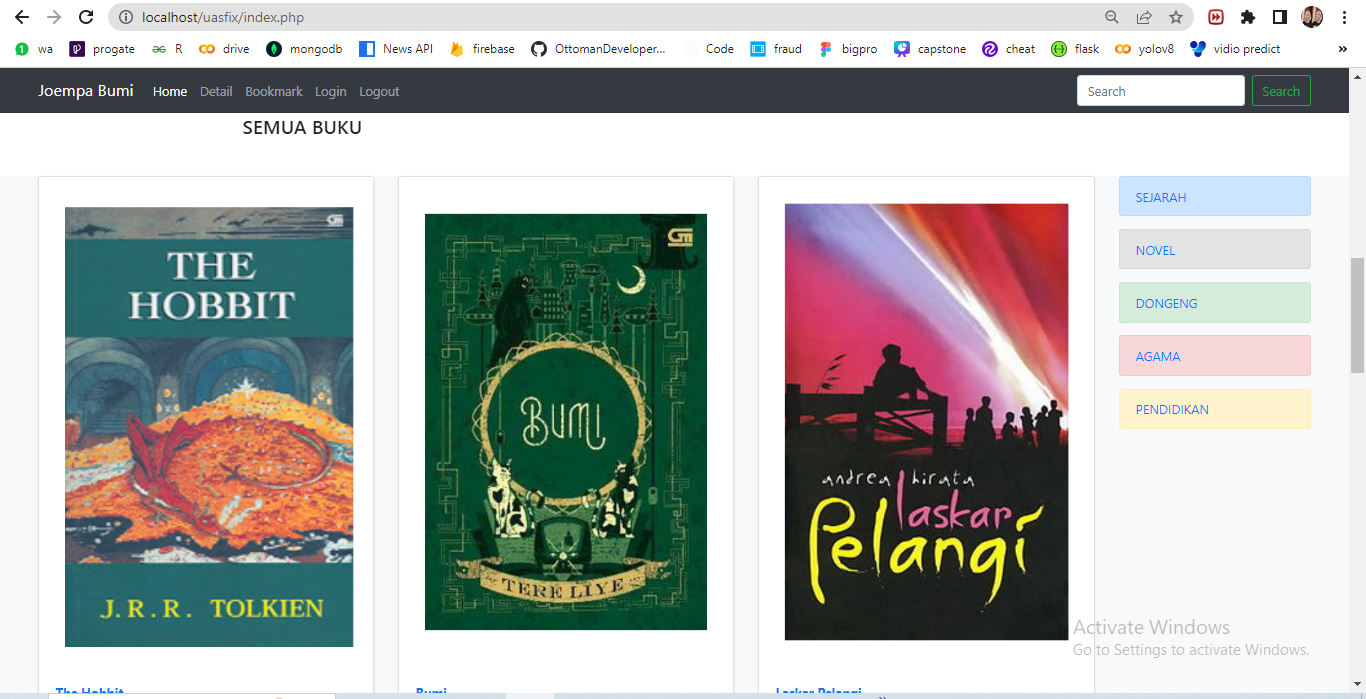 localhost/uasfix/index.php
wa progate R drive mongodb News API firebase OttomanDeveloper... Code fraud bigpro capstone cheat flask yolov8 vidio predict »
Joempa Bumi Home Detail Bookmark Login Logout Search Search
SEMUA BUKU
THE
HOBBIT
J.R.R. TOLKIEN
BUMI
TERE LIYE
andrea hirata
laskar
Pelangi
SEJARAH
NOVEL
DONGENG
AGAMA
PENDIDIKAN
Activate Windows
Go to Settings to activate Windows.
The Hobbit Bumi Laskar Pelangi